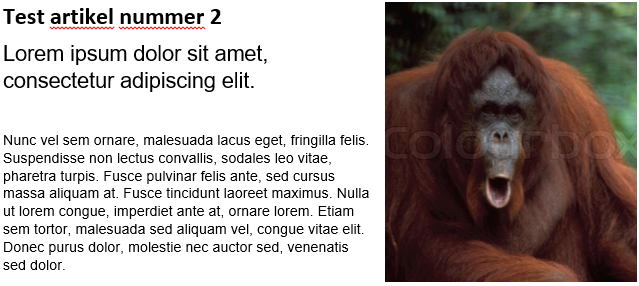 Test artikel nummer 2
Lorem ipsum dolor sit amet,
consectetur adipiscing elit.
Nunc vel sem ornare, malesuada lacus eget, fringilla felis.
Suspendisse non lectus convallis, sodales leo vitae,
pharetra turpis. Fusce pulvinar felis ante, sed cursus
massa aliquam at. Fusce tincidunt laoreet maximus. Nulla
ut lorem congue, imperdiet ante at, ornare lorem. Etiam
sem tortor, malesuada sed aliquam vel, congue vitae elit.
Donec purus dolor, molestie nec auctor sed, venenatis
sed dolor.
Colourbox